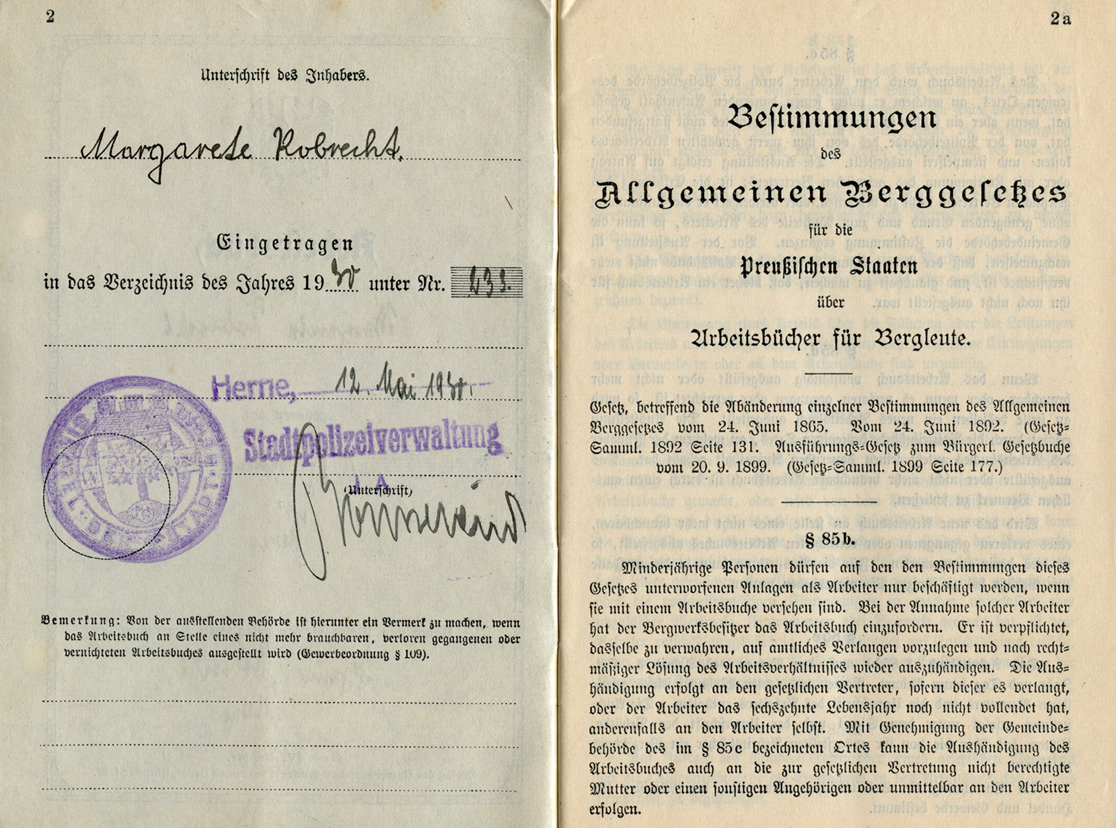 2
Unterschrift des Inhabers.
Margarete Robrecht.
Eingetragen
in das Verzeichnis des Jahres 1930 unter Nr. 433.
Herne, 12. Mai 1930.
Stadtpolizeiverwaltung
I. A.
(Unterschrift)
Bemerkung: Von der ausstellenden Behörde ist hierunter ein Vermerk zu machen, wenn
das Arbeitsbuch an Stelle eines nicht mehr brauchbaren, verloren gegangenen oder
vernichteten Arbeitsbuches ausgestellt wird (Gewerbeordnung § 109).
2a
Bestimmungen
des
Allgemeinen Berggesetzes
für die
Preußischen Staaten
über
Arbeitsbücher für Bergleute.
Gesetz, betreffend die Abänderung einzelner Bestimmungen des Allgemeinen
Berggesetzes vom 24. Juni 1865. Vom 24. Juni 1892. (Gesetz-
Samml. 1892 Seite 131. Ausführungs-Gesetz zum Bürgerl. Gesetzbuche
vom 20. 9. 1899. (Gesetz-Samml. 1899 Seite 177.)
§ 85b.
Minderjährige Personen dürfen auf den den Bestimmungen dieses
Gesetzes unterworfenen Anlagen als Arbeiter nur beschäftigt werden, wenn
sie mit einem Arbeitsbuche versehen sind. Bei der Annahme solcher Arbeiter
hat der Bergwerksbesitzer das Arbeitsbuch einzufordern. Er ist verpflichtet,
dasselbe zu verwahren, auf amtliches Verlangen vorzulegen und nach recht-
mäßiger Lösung des Arbeitsverhältnisses wieder auszuhändigen. Die Aus-
händigung erfolgt an den gesetzlichen Vertreter, sofern dieser es verlangt,
oder der Arbeiter das sechszehnte Lebensjahr noch nicht vollendet hat,
anderenfalls an den Arbeiter selbst. Mit Genehmigung der Gemeinde-
behörde des im § 85c bezeichneten Ortes kann die Aushändigung des
Arbeitsbuches auch an die zur gesetzlichen Vertretung nicht berechtigte
Mutter oder einen sonstigen Angehörigen oder unmittelbar an den Arbeiter
erfolgen.